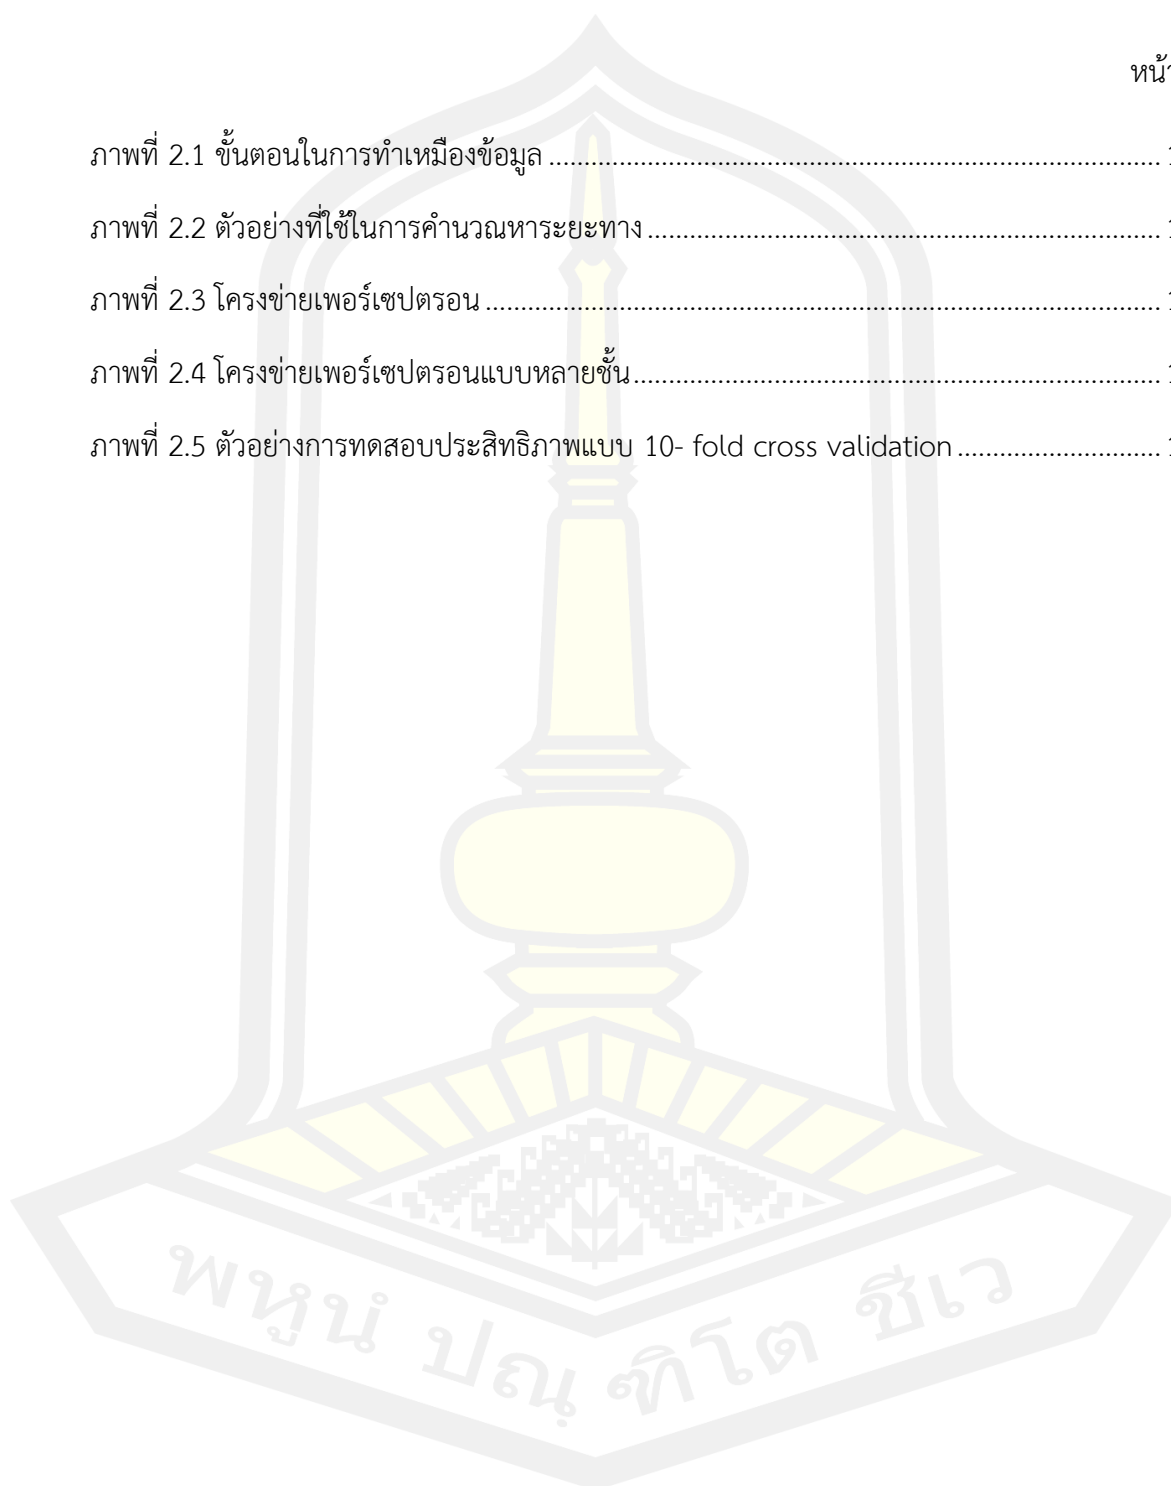 หน้า
ภาพที่ 2.1 ขั้นตอนในการทำเหมืองข้อมูล ........................................ 1
ภาพที่ 2.2 ตัวอย่างที่ใช้ในการคำนวณหาระยะทาง ........................................ 1
ภาพที่ 2.3 โครงข่ายเพอร์เซปตรอน ........................................ 1
ภาพที่ 2.4 โครงข่ายเพอร์เซปตรอนแบบหลายชั้น ........................................ 1
ภาพที่ 2.5 ตัวอย่างการทดสอบประสิทธิภาพแบบ 10- fold cross validation .............................. 1
พหูนํ ปณฺฑิโต ชีเว